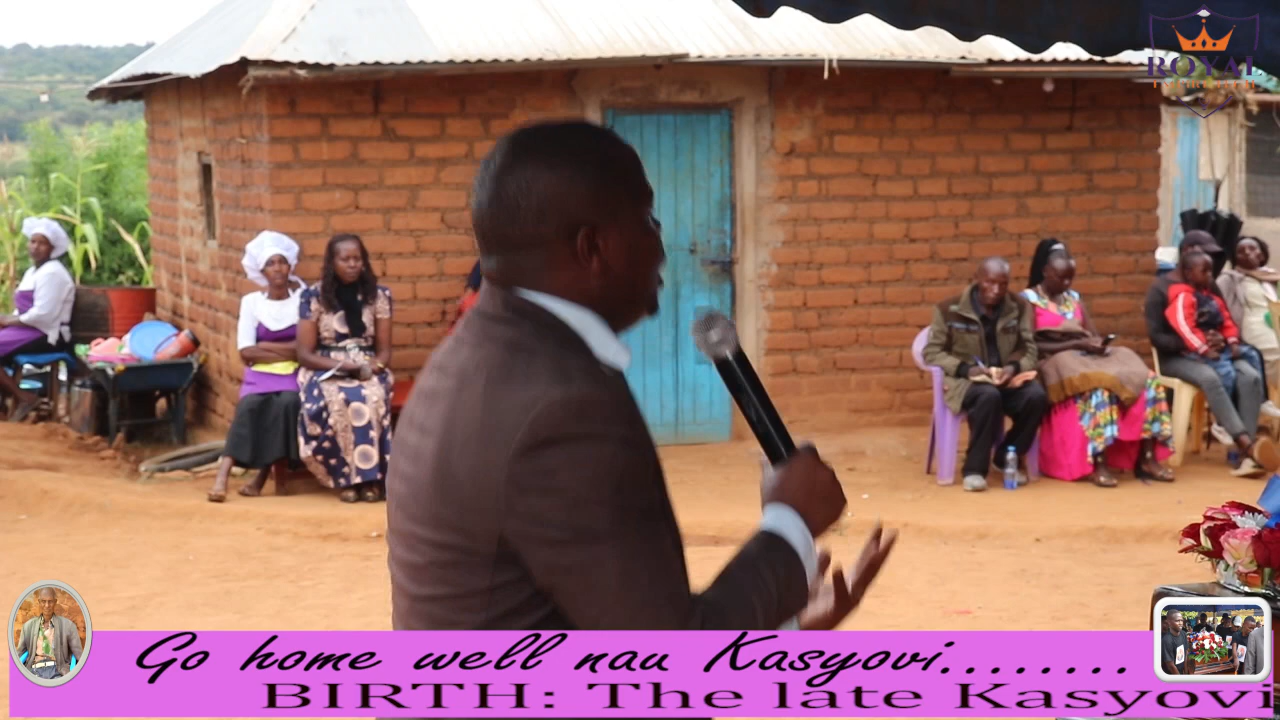 ROYAL
Go home well nau Kasyovi........
BIRTH: The late Kasyovi